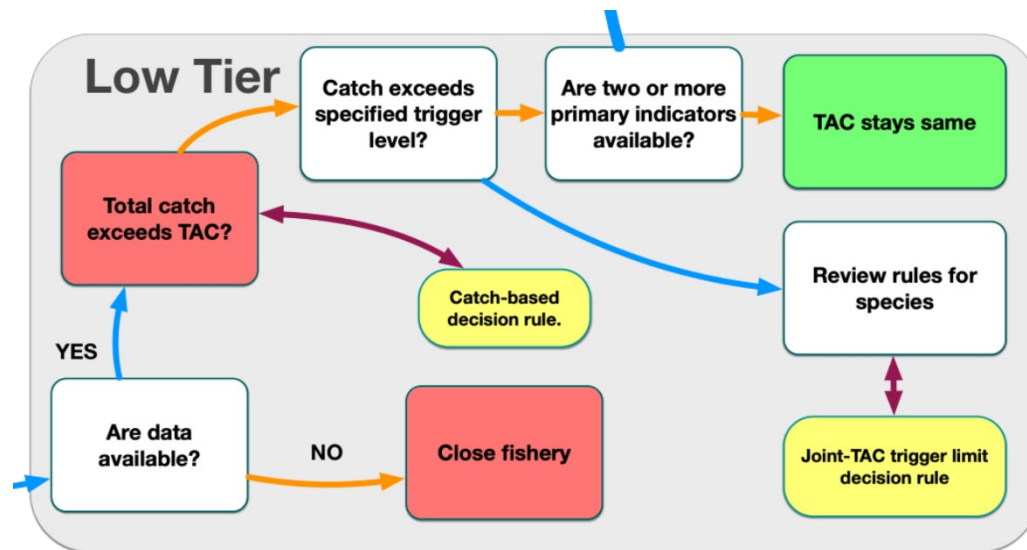 Low Tier
Catch exceeds
specified trigger
level?
Are two or more
primary indicators
available?
TAC stays same
Total catch
exceeds TAC?
Catch-based
decision rule.
Review rules for
species
YES
Are data
available?
NO
Close fishery
Joint-TAC trigger limit
decision rule